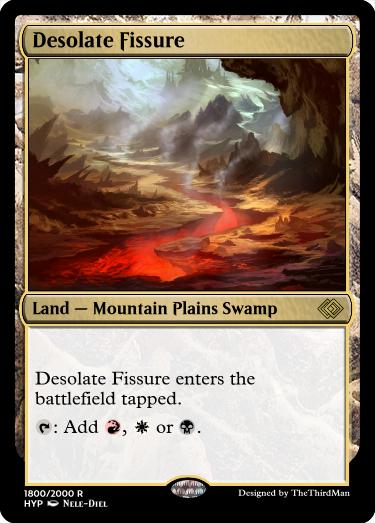 Desolate Fissure
Land — Mountain Plains Swamp
Desolate Fissure enters the
battlefield tapped.
: Add , or .
1800/2000 R
HYP Nele-Diel
Designed by TheThirdMan